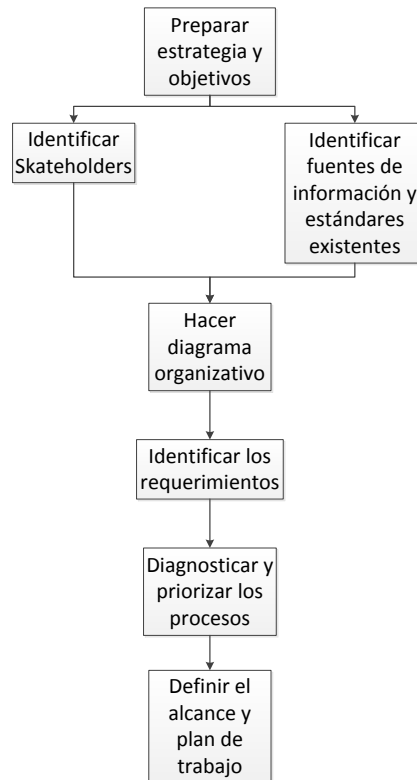 Preparar
estrategia y
objetivos
Identificar
Skateholders
Identificar
fuentes de
información y
estándares
existentes
Hacer
diagrama
organizativo
Identificar los
requerimientos
Diagnosticar y
priorizar los
procesos
Definir el
alcance y
plan de
trabajo